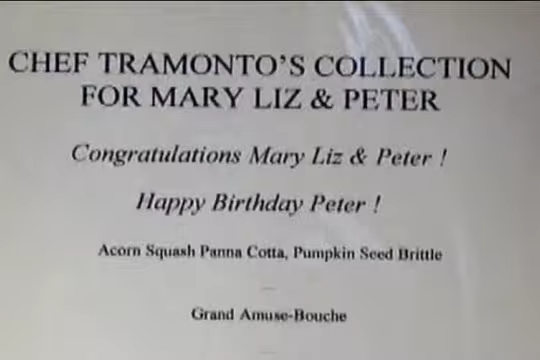 CHEF TRAMONTO'S COLLECTION
FOR MARY LIZ & PETER
Congratulations Mary Liz & Peter !
Happy Birthday Peter !
Acorn Squash Panna Cotta, Pumpkin Seed Brittle
Grand Amuse-Bouche